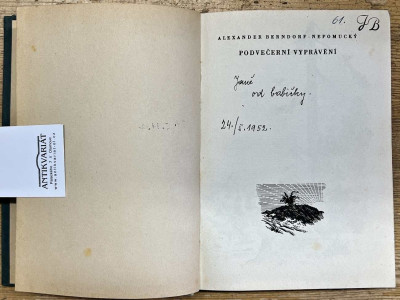 61. JB
ALEXANDER BERNDORF-NEPOMUCKÝ
PODVEČERNÍ VYPRÁVĚNÍ
Janě
od babičky.
24./5.1952.
ANTIKVARIÁT